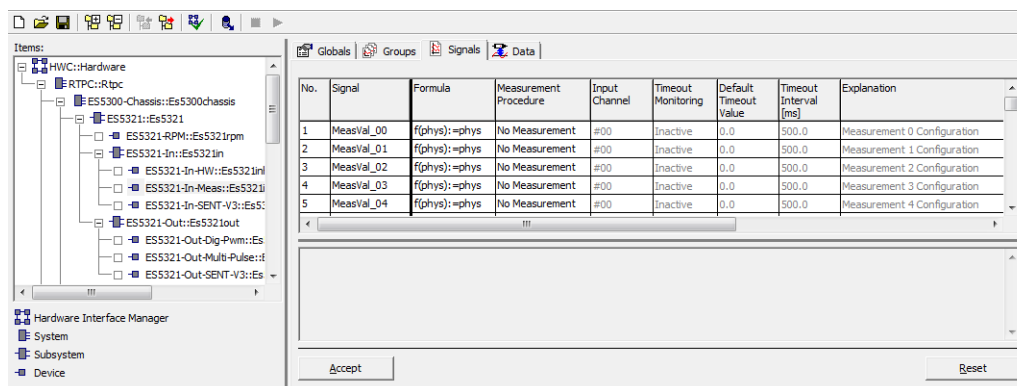 Items:
HWC::Hardware
RTPC::Rtpc
ES5300-Chassis::Es5300chassis
ES5321::Es5321
ES5321-RPM::Es5321rpm
ES5321-In::Es5321in
ES5321-In-HW::Es5321inl
ES5321-In-Meas::Es5321i
ES5321-In-SENT-V3::Es53
ES5321-Out::Es5321out
ES5321-Out-Dig-Pwm::Es
ES5321-Out-Multi-Pulse::E
ES5321-Out-SENT-V3::Es
Hardware Interface Manager
System
Subsystem
Device
Globals Groups Signals Data
No. Signal Formula Measurement Procedure Input Channel Timeout Monitoring Default Timeout Value Timeout Interval [ms] Explanation
1 MeasVal_00 f(phys):=phys No Measurement #00 Inactive 0.0 500.0 Measurement 0 Configuration
2 MeasVal_01 f(phys):=phys No Measurement #00 Inactive 0.0 500.0 Measurement 1 Configuration
3 MeasVal_02 f(phys):=phys No Measurement #00 Inactive 0.0 500.0 Measurement 2 Configuration
4 MeasVal_03 f(phys):=phys No Measurement #00 Inactive 0.0 500.0 Measurement 3 Configuration
5 MeasVal_04 f(phys):=phys No Measurement #00 Inactive 0.0 500.0 Measurement 4 Configuration
Accept Reset